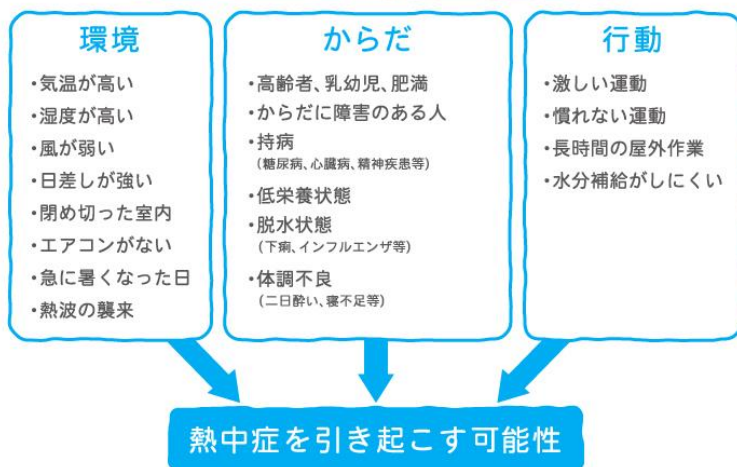 環境
・気温が高い
・湿度が高い
・風が弱い
・日差しが強い
・閉め切った室内
・エアコンがない
・急に暑くなった日
・熱波の襲来
からだ
・高齢者、乳幼児、肥満
・からだに障害のある人
・持病
(糖尿病、心臓病、精神疾患等)
・低栄養状態
・脱水状態
(下痢、インフルエンザ等)
・体調不良
(二日酔い、寝不足等)
行動
・激しい運動
・慣れない運動
・長時間の屋外作業
・水分補給がしにくい
熱中症を引き起こす可能性